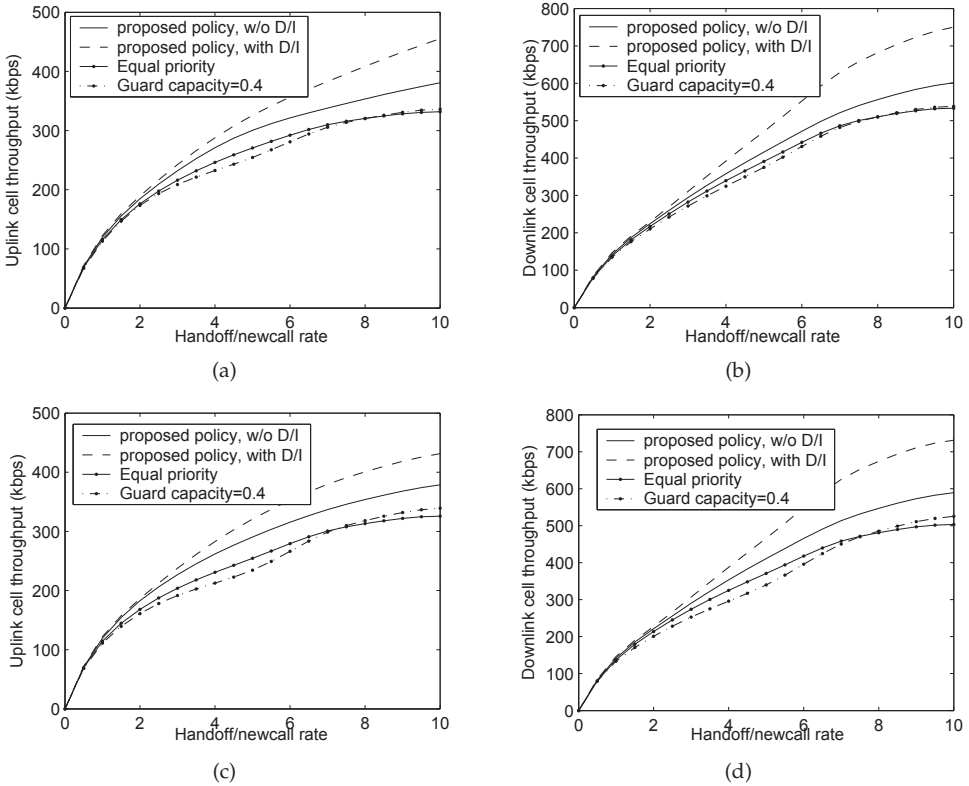 500
400
300
200
100
0
Uplink cell throughput (kbps)
proposed policy, w/o D/I
proposed policy, with D/I
Equal priority
Guard capacity=0.4
0 2 4 6 8 10
Handoff/newcall rate
(a)
800
700
600
500
400
300
200
100
0
Downlink cell throughput (kbps)
proposed policy, w/o D/I
proposed policy, with D/I
Equal priority
Guard capacity=0.4
0 2 4 6 8 10
Handoff/newcall rate
(b)
500
400
300
200
100
0
Uplink cell throughput (kbps)
proposed policy, w/o D/I
proposed policy, with D/I
Equal priority
Guard capacity=0.4
0 2 4 6 8 10
Handoff/newcall rate
(c)
800
700
600
500
400
300
200
100
0
Downlink cell throughput (kbps)
proposed policy, w/o D/I
proposed policy, with D/I
Equal priority
Guard capacity=0.4
0 2 4 6 8 10
Handoff/newcall rate
(d)